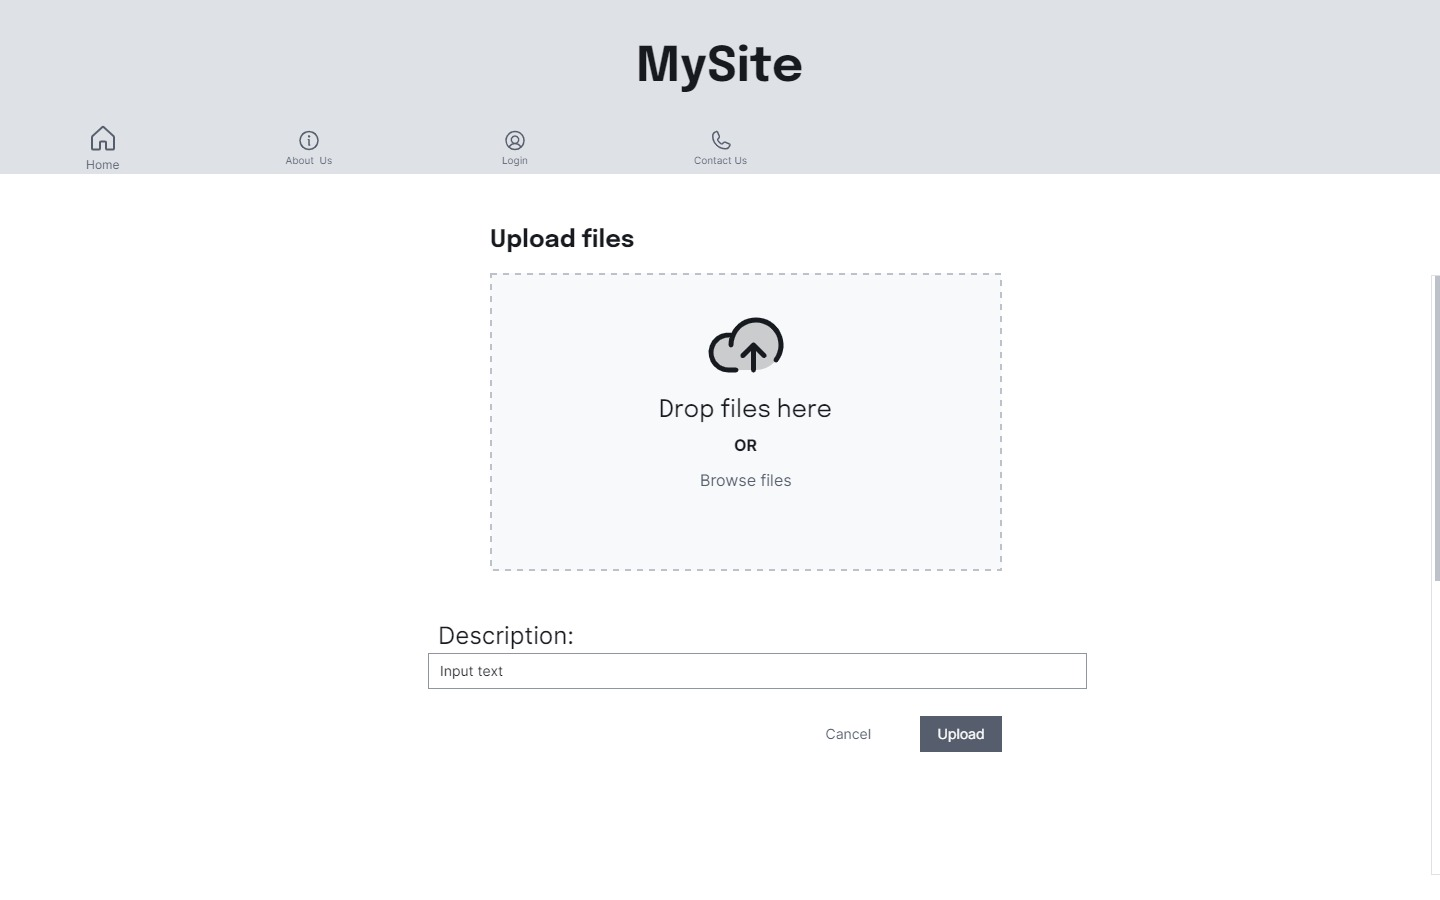 MySite
Home
About  Us
Login
Contact Us
Upload files
Drop files here
OR
Browse files
Description:
Input text
Cancel
Upload